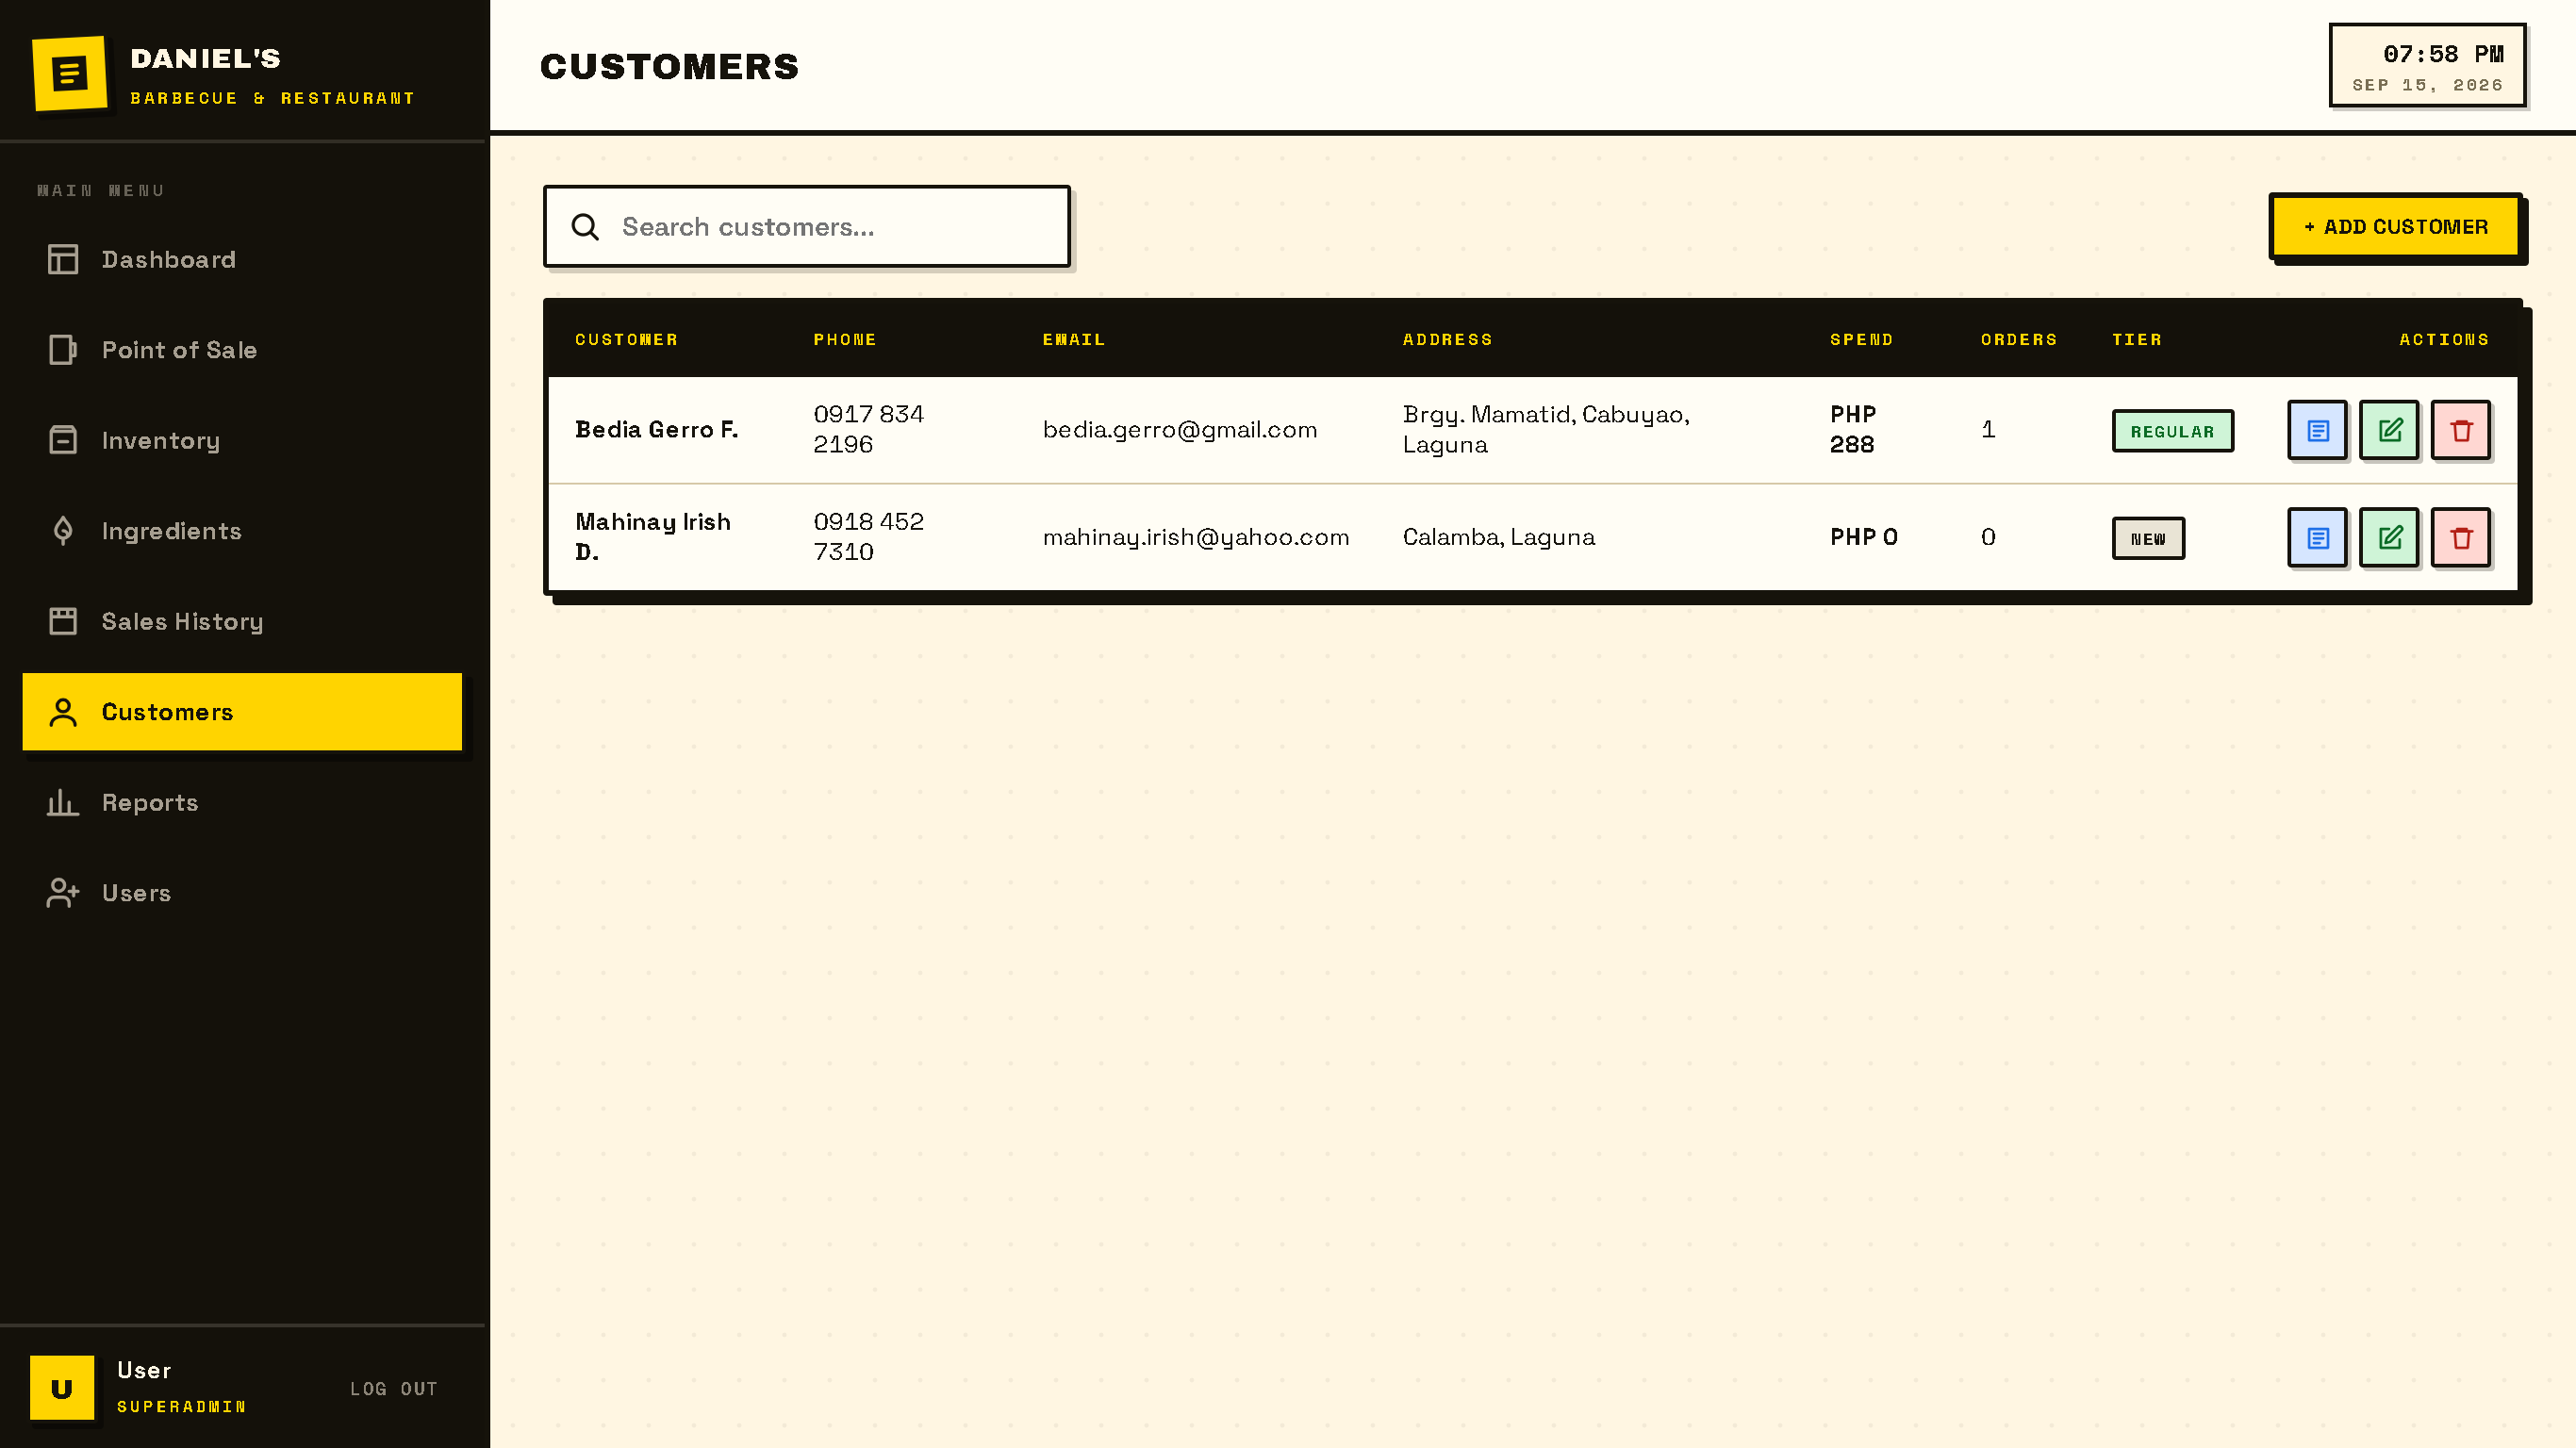 DANIEL'S
BARBECUE & RESTAURANT
MAIN MENU
Dashboard
Point of Sale
Inventory
Ingredients
Sales History
Customers
Reports
Users
U
User
SUPERADMIN
LOG OUT
CUSTOMERS
07:58 PM
SEP 15, 2026
Search customers...
+ ADD CUSTOMER
CUSTOMER PHONE EMAIL ADDRESS SPEND ORDERS TIER ACTIONS
Bedia Gerro F.
0917 834
2196
bedia.gerro@gmail.com
Brgy. Mamatid, Cabuyao,
Laguna
PHP
288
1
REGULAR
Mahinay Irish
D.
0918 452
7310
mahinay.irish@yahoo.com
Calamba, Laguna
PHP 0
0
NEW